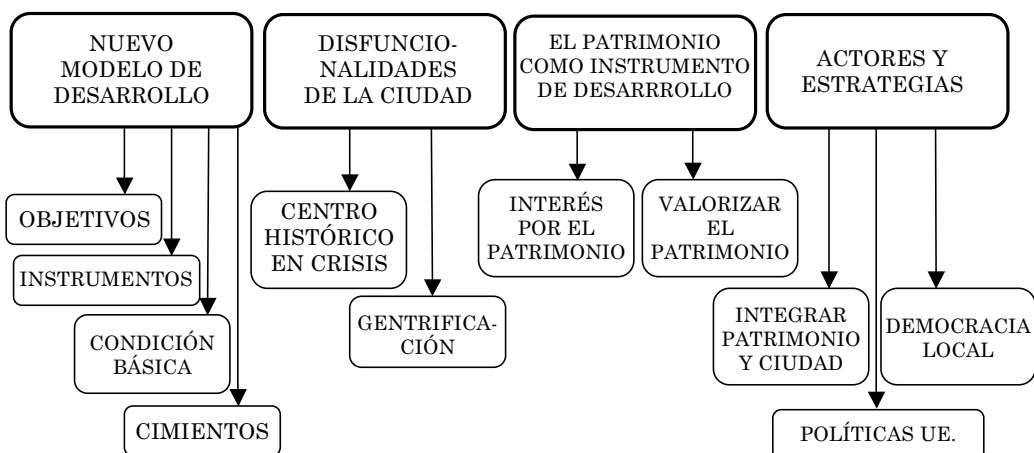 NUEVO
MODELO DE
DESARROLLO
DISFUNCIO-
NALIDADES
DE LA CIUDAD
EL PATRIMONIO
COMO INSTRUMENTO
DE DESARRROLLO
ACTORES Y
ESTRATEGIAS
OBJETIVOS
INSTRUMENTOS
CONDICIÓN
BÁSICA
CIMIENTOS
CENTRO
HISTÓRICO
EN CRISIS
GENTRIFICA-
CIÓN
INTERÉS
POR EL
PATRIMONIO
VALORIZAR
EL
PATRIMONIO
INTEGRAR
PATRIMONIO
Y CIUDAD
DEMOCRACIA
LOCAL
POLÍTICAS UE.